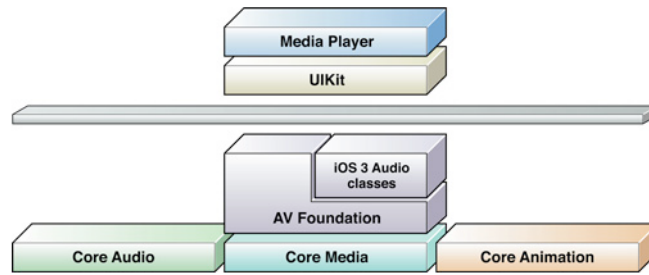 Media Player
UIKit
iOS 3 Audio
classes
AV Foundation
Core Audio
Core Media
Core Animation